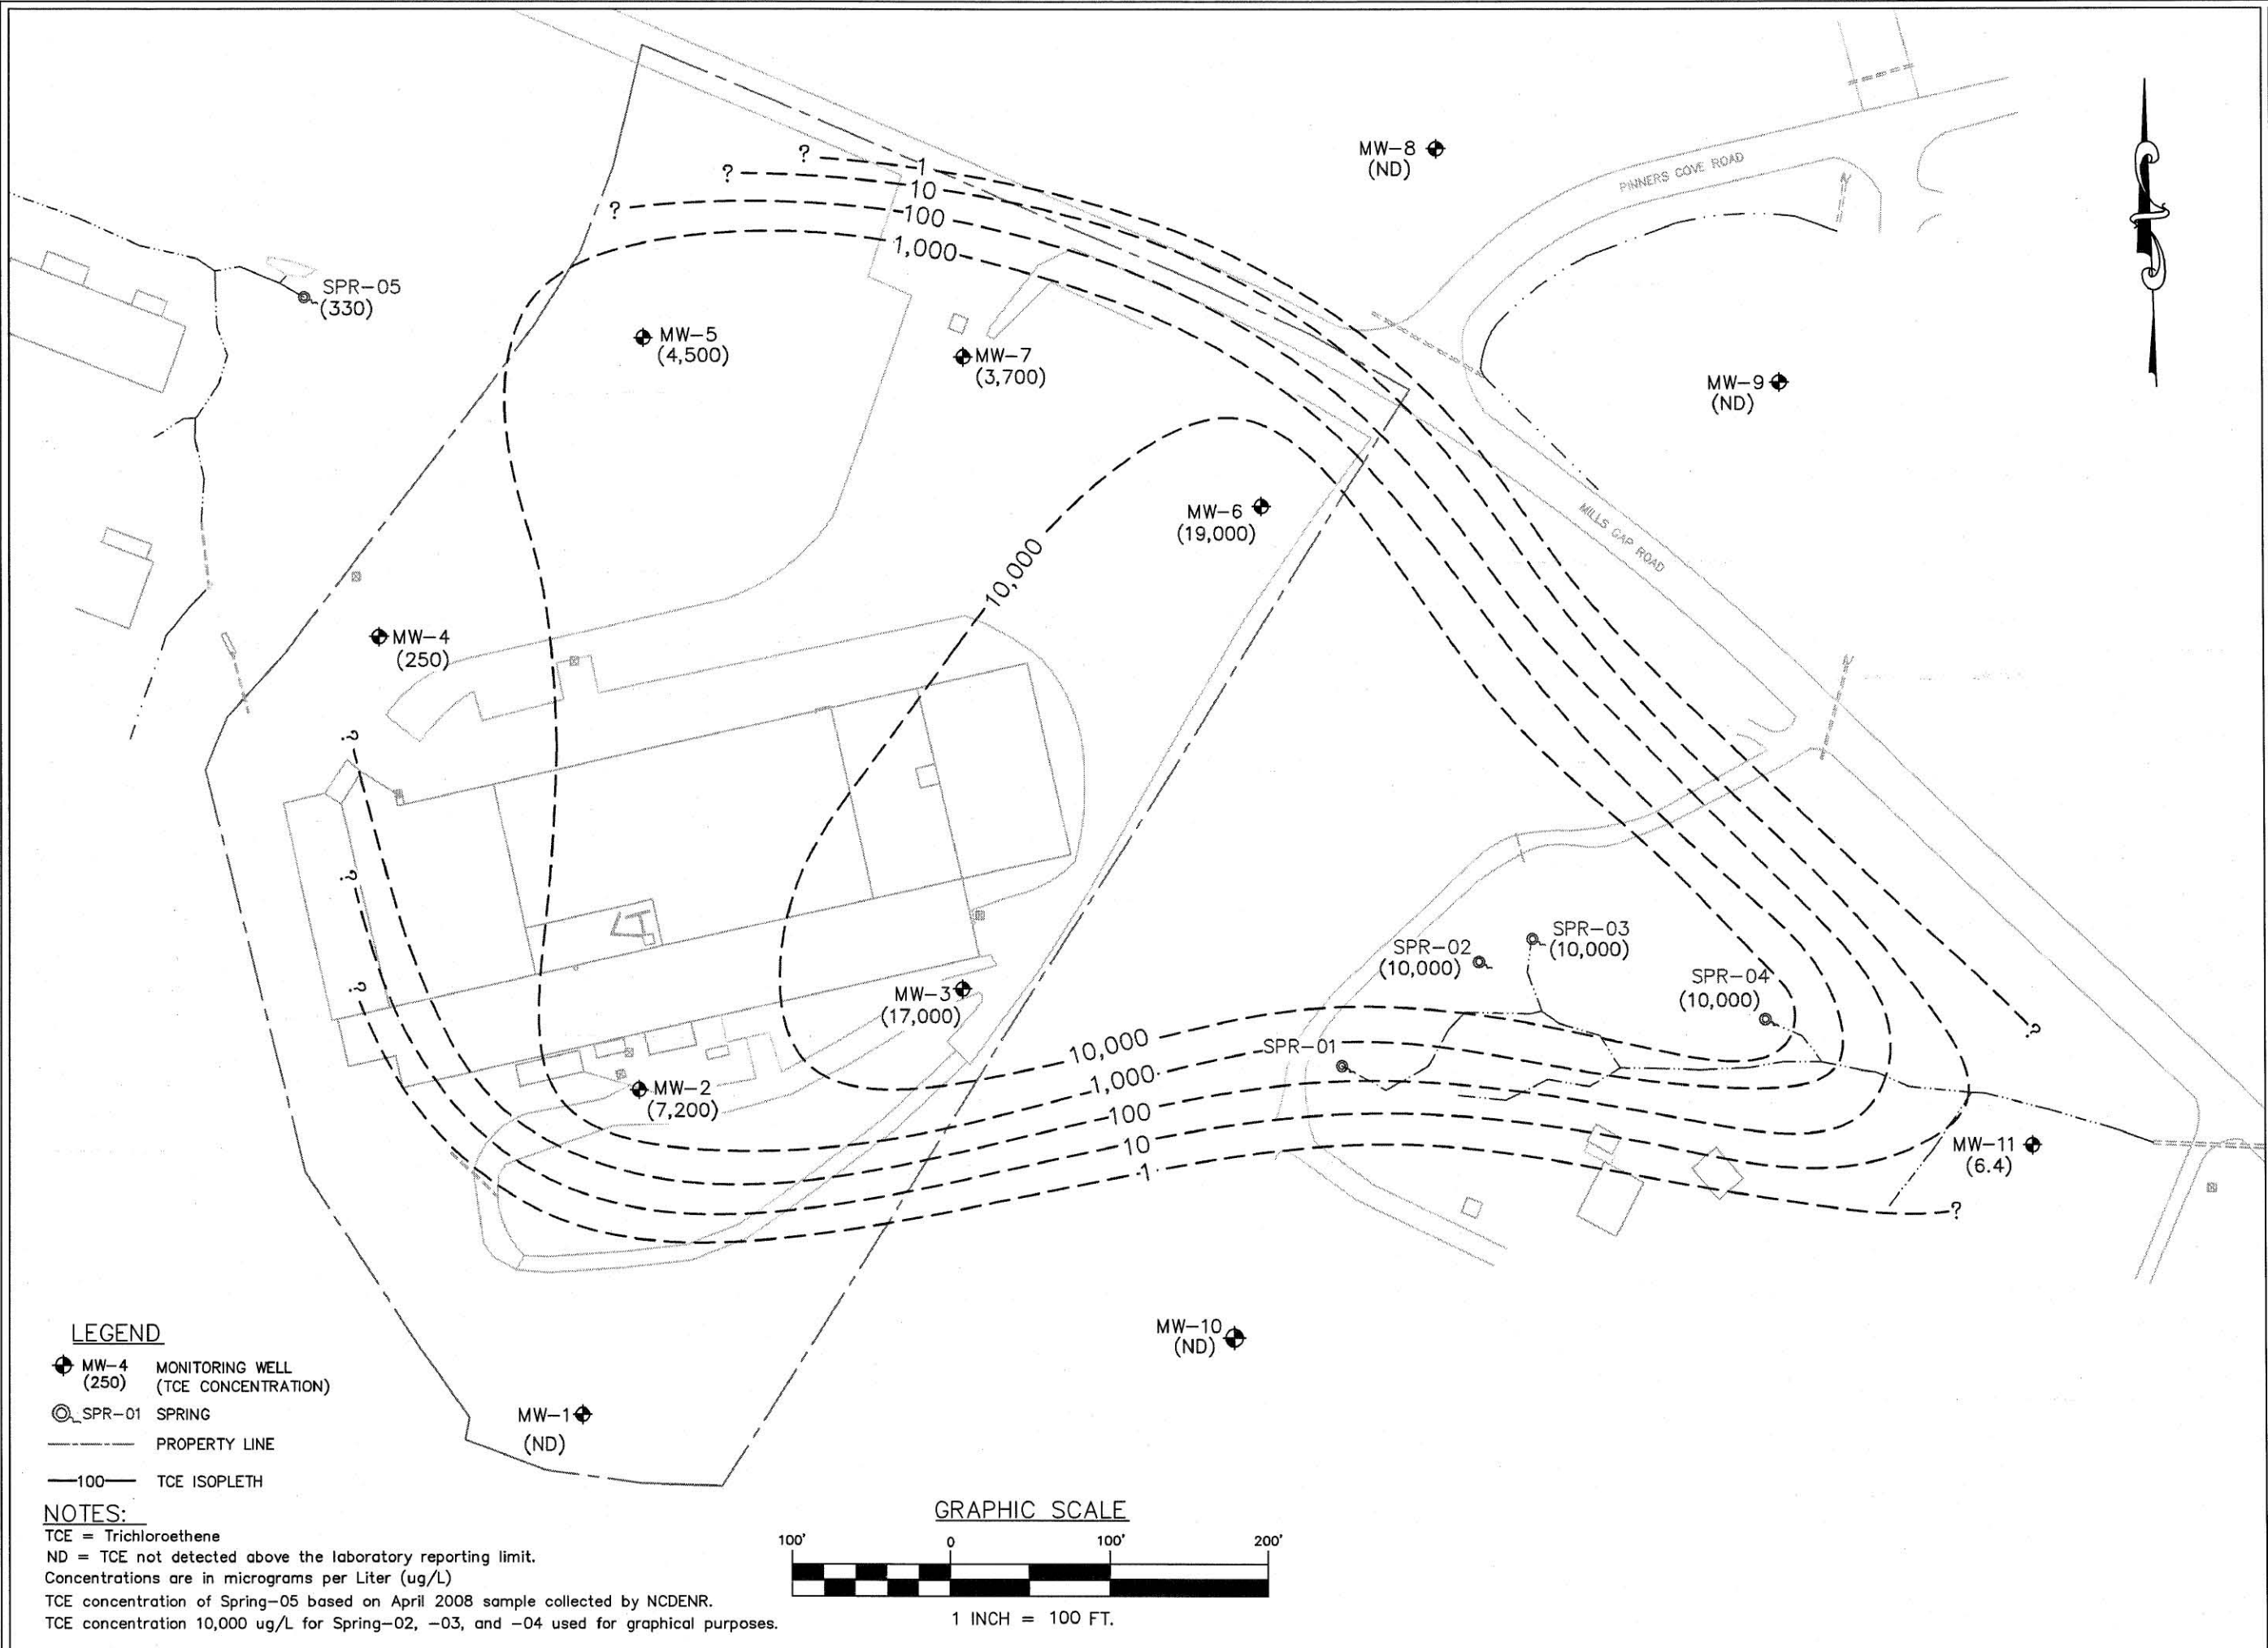 MW-8
(ND)
PINNERS COVE ROAD
?
1
?
10
?
100
1,000
SPR-05
(330)
MW-5
(4,500)
MW-7
(3,700)
MW-9
(ND)
MW-6
(19,000)
MILLS GAP ROAD
10,000
MW-4
(250)
?
?
?
SPR-03
(10,000)
SPR-02
(10,000)
SPR-04
(10,000)
MW-3
(17,000)
?
10,000
SPR-01
1,000
MW-2
(7,200)
100
10
1
MW-11
(6.4)
?
MW-10
(ND)
MW-1
(ND)
LEGEND
MW-4 MONITORING WELL
(250) (TCE CONCENTRATION)
SPR-01 SPRING
PROPERTY LINE
100 TCE ISOPLETH
NOTES:
TCE = Trichloroethene
ND = TCE not detected above the laboratory reporting limit.
Concentrations are in micrograms per Liter (ug/L)
TCE concentration of Spring-05 based on April 2008 sample collected by NCDENR.
TCE concentration 10,000 ug/L for Spring-02, -03, and -04 used for graphical purposes.
GRAPHIC SCALE
100' 0 100' 200'
1 INCH = 100 FT.